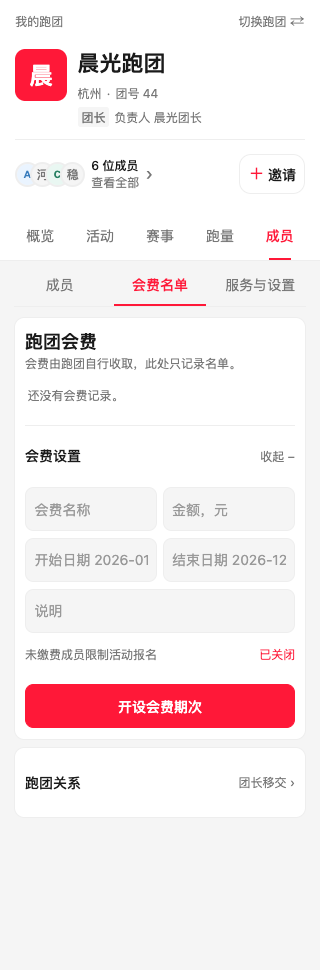 我的跑团
切换跑团 ⇄
晨
晨光跑团
杭州 · 团号 44
团长 负责人 晨光团长
A C 稳
6 位成员
查看全部 ›
+ 邀请
概览 活动 赛事 跑量 成员
成员 会费名单 服务与设置
跑团会费
会费由跑团自行收取，此处只记录名单。
还没有会费记录。
会费设置
收起 −
会费名称
金额，元
开始日期 2026-01
结束日期 2026-12
说明
未缴费成员限制活动报名
已关闭
开设会费期次
跑团关系
团长移交 ›